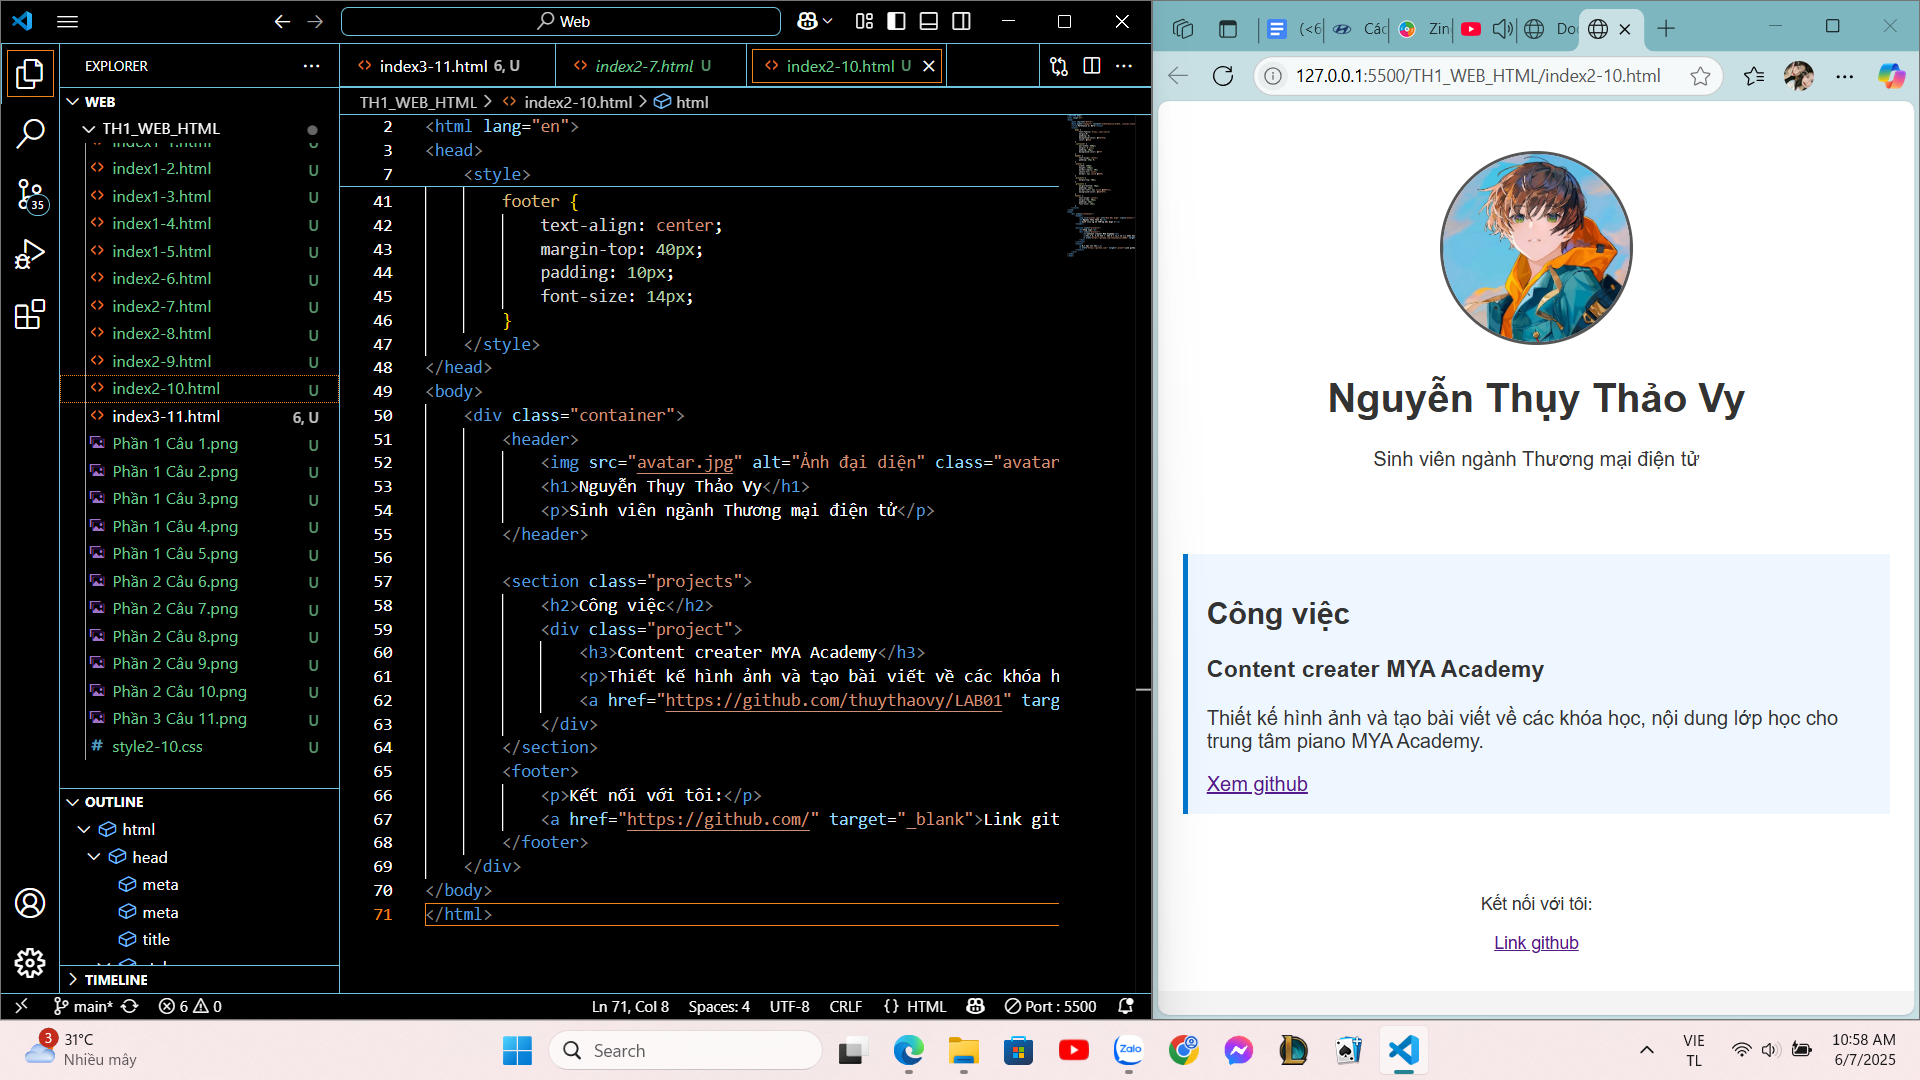 Web
EXPLORER
WEB
TH1_WEB_HTML
index1-2.html U
index1-3.html U
index1-4.html U
index1-5.html U
index2-6.html U
index2-7.html U
index2-8.html U
index2-9.html U
index2-10.html U
index3-11.html 6, U
Phần 1 Câu 1.png U
Phần 1 Câu 2.png U
Phần 1 Câu 3.png U
Phần 1 Câu 4.png U
Phần 1 Câu 5.png U
Phần 2 Câu 6.png U
Phần 2 Câu 7.png U
Phần 2 Câu 8.png U
Phần 2 Câu 9.png U
Phần 2 Câu 10.png U
Phần 3 Câu 11.png U
# style2-10.css U
OUTLINE
html
head
meta
meta
title
TIMELINE
35
index3-11.html 6, U
index2-7.html U
index2-10.html U
TH1_WEB_HTML > index2-10.html > html
2 <html lang="en">
3 <head>
7 <style>
41 footer {
42 text-align: center;
43 margin-top: 40px;
44 padding: 10px;
45 font-size: 14px;
46 }
47 </style>
48 </head>
49 <body>
50 <div class="container">
51 <header>
52 <img src="avatar.jpg" alt="Ảnh đại diện" class="avatar
53 <h1>Nguyễn Thụy Thảo Vy</h1>
54 <p>Sinh viên ngành Thương mại điện tử</p>
55 </header>
56
57 <section class="projects">
58 <h2>Công việc</h2>
59 <div class="project">
60 <h3>Content creater MYA Academy</h3>
61 <p>Thiết kế hình ảnh và tạo bài viết về các khóa h
62 <a href="https://github.com/thuythaovy/LAB01" targ
63 </div>
64 </section>
65 <footer>
66 <p>Kết nối với tôi:</p>
67 <a href="https://github.com/" target="_blank">Link git
68 </footer>
69 </div>
70 </body>
71 </html>
main* 6 0
Ln 71, Col 8 Spaces: 4 UTF-8 CRLF {} HTML Port : 5500
(<6 Các Zin Do
127.0.0.1:5500/TH1_WEB_HTML/index2-10.html
Nguyễn Thụy Thảo Vy
Sinh viên ngành Thương mại điện tử
Công việc
Content creater MYA Academy
Thiết kế hình ảnh và tạo bài viết về các khóa học, nội dung lớp học cho
trung tâm piano MYA Academy.
Xem github
Kết nối với tôi:
Link github
3
31°C
Nhiều mây
Search
Zalo
VIE
TL
10:58 AM
6/7/2025